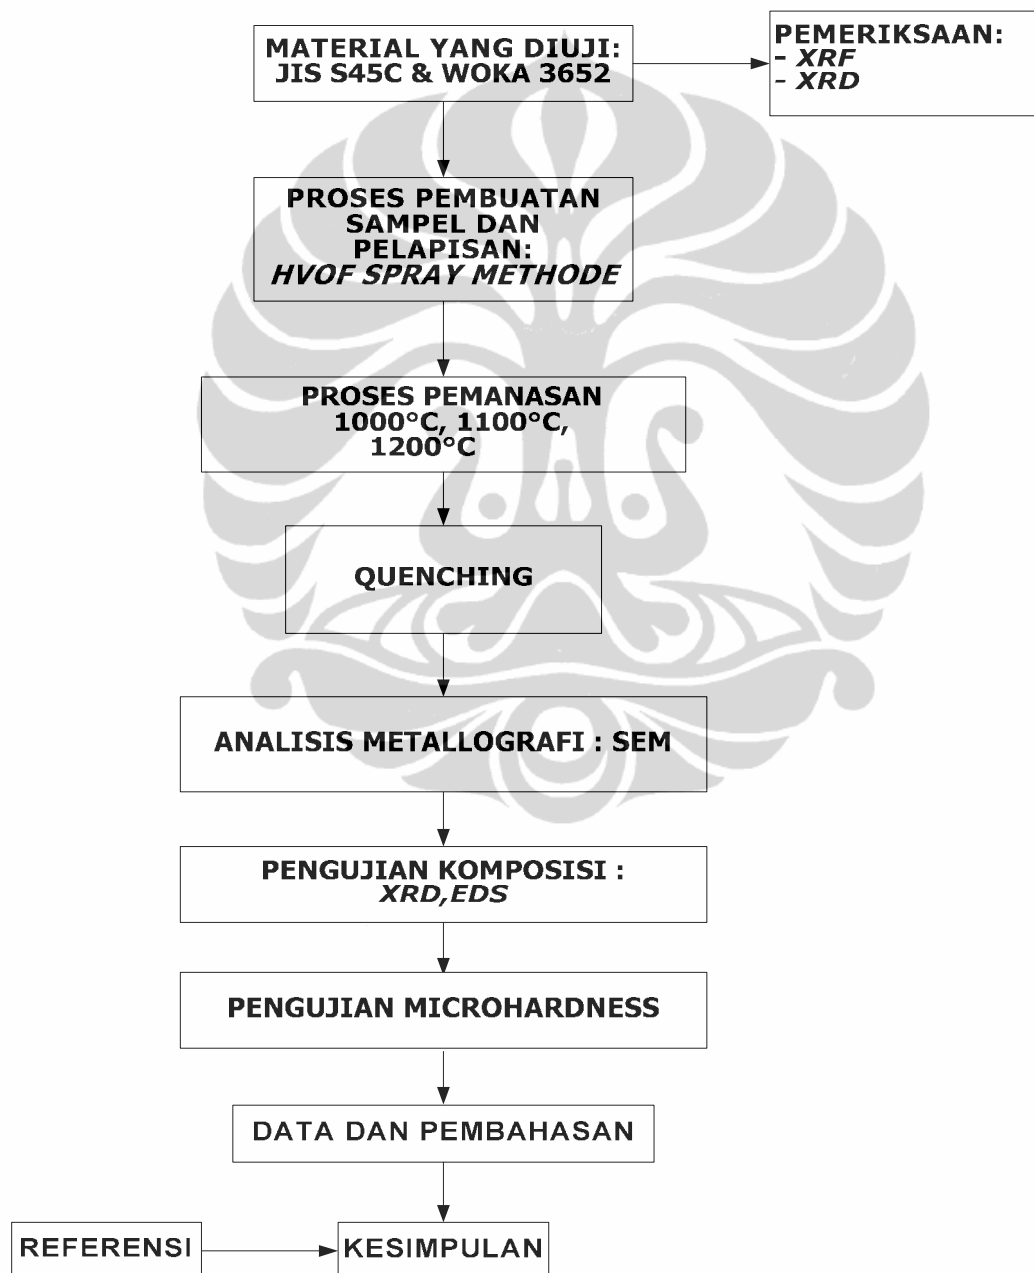 MATERIAL YANG DIUJI:
JIS S45C & WOKA 3652
PEMERIKSAAN:
- XRF
- XRD
PROSES PEMBUATAN
SAMPEL DAN
PELAPISAN:
HVOF SPRAY METHODE
PROSES PEMANASAN
1000°C, 1100°C,
1200°C
QUENCHING
ANALISIS METALLOGRAFI : SEM
PENGUJIAN KOMPOSISI :
XRD,EDS
PENGUJIAN MICROHARDNESS
DATA DAN PEMBAHASAN
REFERENSI
KESIMPULAN